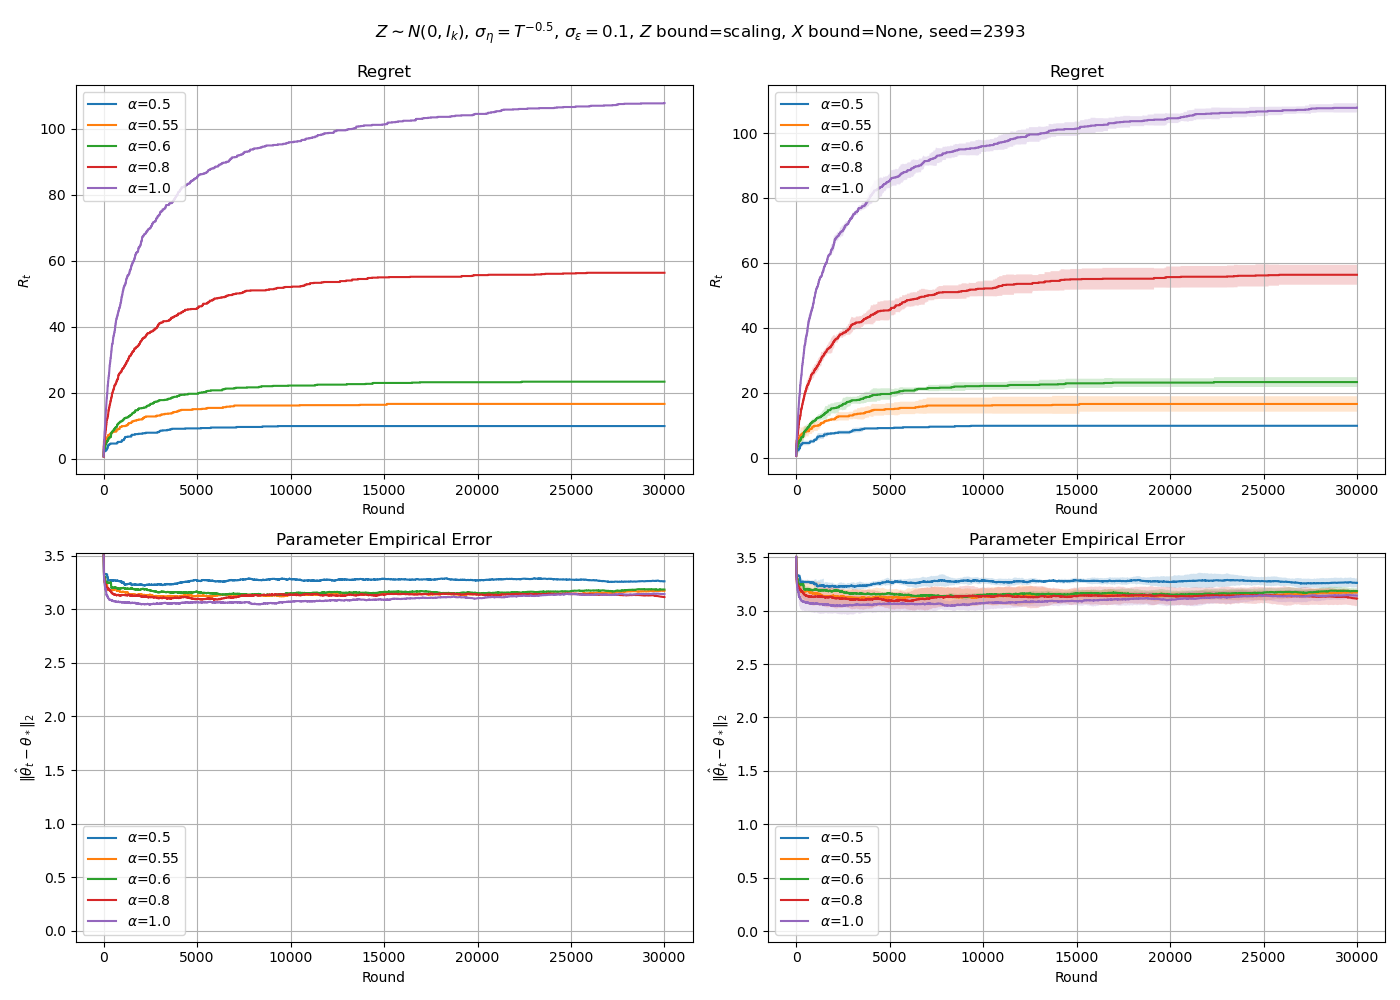 Z ∼ N(0, I_k), σ_η = T^{−0.5}, σ_ε = 0.1, Z bound=scaling, X bound=None, seed=2393
Regret
R_t
100
80
60
40
20
0
α=0.5
α=0.55
α=0.6
α=0.8
α=1.0
0 5000 10000 15000 20000 25000 30000
Round
Regret
R_t
100
80
60
40
20
0
α=0.5
α=0.55
α=0.6
α=0.8
α=1.0
0 5000 10000 15000 20000 25000 30000
Round
Parameter Empirical Error
‖θ̂_t − θ_*‖_2
3.5
3.0
2.5
2.0
1.5
1.0
0.5
0.0
α=0.5
α=0.55
α=0.6
α=0.8
α=1.0
0 5000 10000 15000 20000 25000 30000
Round
Parameter Empirical Error
‖θ̂_t − θ_*‖_2
3.5
3.0
2.5
2.0
1.5
1.0
0.5
0.0
α=0.5
α=0.55
α=0.6
α=0.8
α=1.0
0 5000 10000 15000 20000 25000 30000
Round